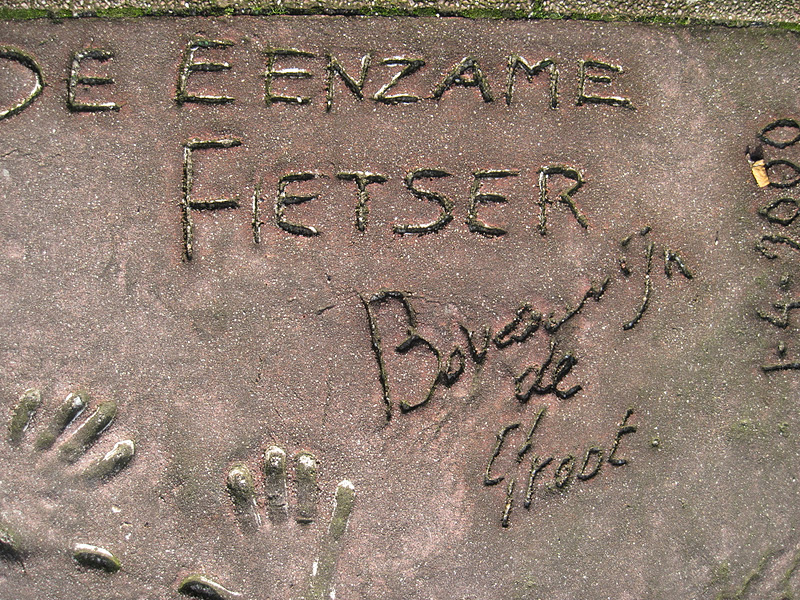 DE EENZAME
FIETSER
Boudewijn
de
Groot
1-4-2000